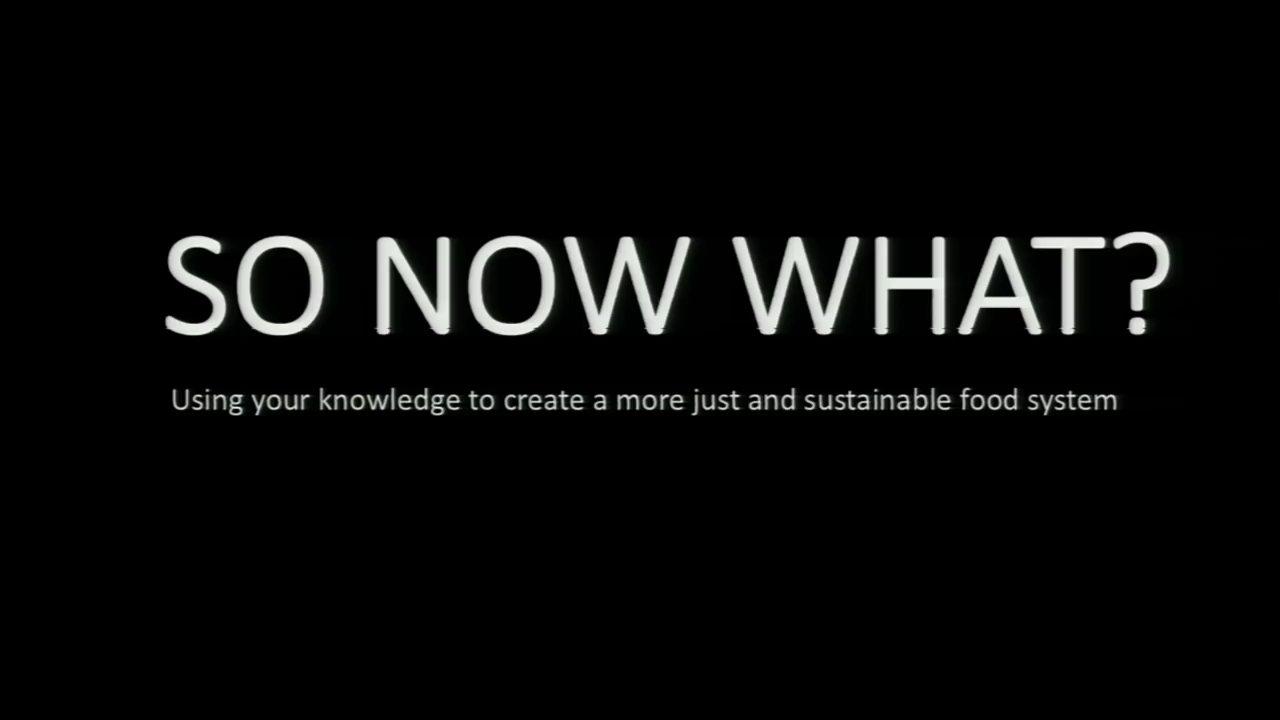 SO NOW WHAT?
Using your knowledge to create a more just and sustainable food system